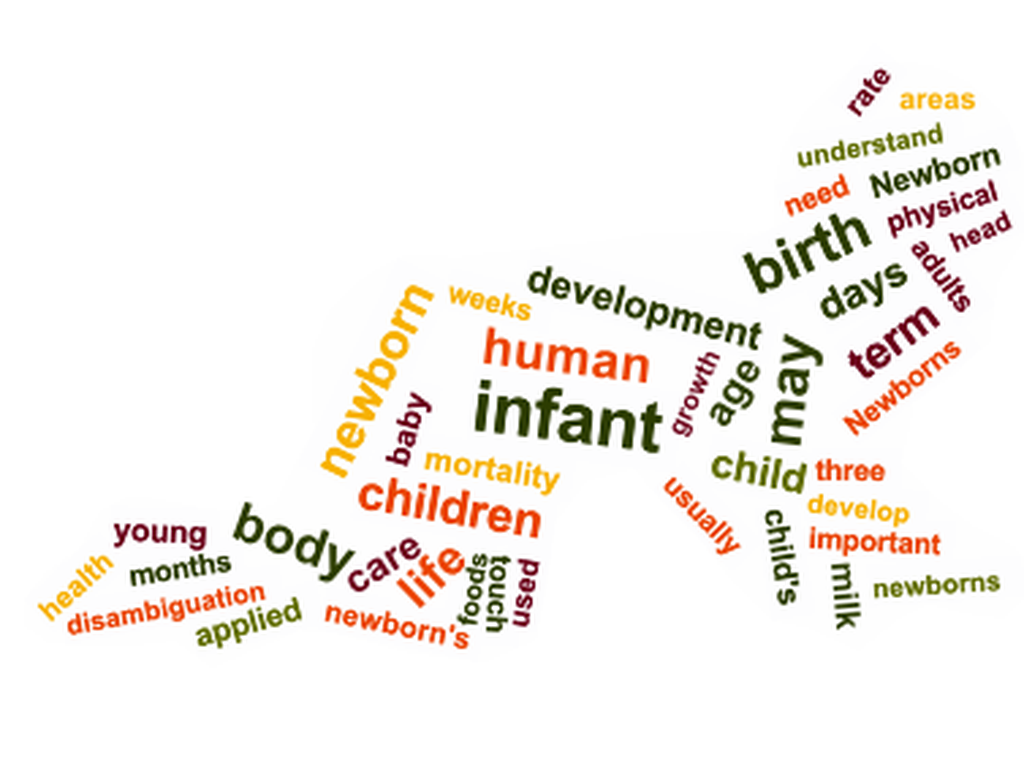 rate
areas
understand
need
Newborn
physical
head
birth
adults
days
term
Newborns
development
weeks
newborn
human
growth
age
may
infant
baby
mortality
child
three
children
usually
develop
important
child's
milk
newborns
young
body
care
life
foods
touch
used
health
months
disambiguation
applied
newborn's